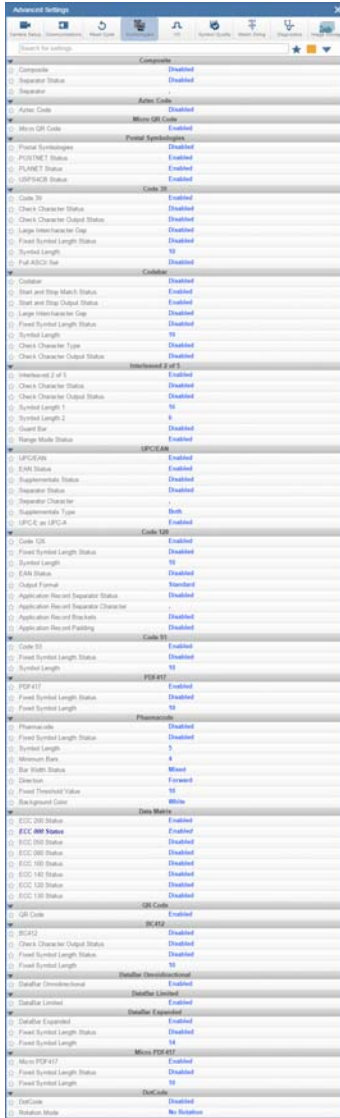 Advanced Settings
Camera Setup Communications Read Cycle Symbologies I/O Symbol Quality Match String Diagnostics Image Storage
Search for settings
Composite
Composite Disabled
Separator Status Disabled
Separator ,
Aztec Code
Aztec Code Disabled
Micro QR Code
Micro QR Code Enabled
Postal Symbologies
Postal Symbologies Disabled
POSTNET Status Enabled
PLANET Status Enabled
USPS4CB Status Enabled
Code 39
Code 39 Enabled
Check Character Status Disabled
Check Character Output Status Disabled
Large Intercharacter Gap Disabled
Fixed Symbol Length Status Disabled
Symbol Length 10
Full ASCII Set Disabled
Codabar
Codabar Disabled
Start and Stop Match Status Enabled
Start and Stop Output Status Enabled
Large Intercharacter Gap Disabled
Fixed Symbol Length Status Disabled
Symbol Length 10
Check Character Type Disabled
Check Character Output Status Disabled
Interleaved 2 of 5
Interleaved 2 of 5 Enabled
Check Character Status Disabled
Check Character Output Status Disabled
Symbol Length 1
Symbol Length 2 6
Guard Bar Disabled
Range Mode Status Enabled
UPC/EAN
UPC/EAN Enabled
EAN Status Enabled
Supplementals Status Disabled
Separator Status Disabled
Separator Character ,
Supplementals Type Both
UPC-E as UPC-A Enabled
Code 128
Code 128 Enabled
Fixed Symbol Length Status Disabled
Symbol Length 10
EAN Status Disabled
Output Format Standard
Application Record Separator Status Disabled
Application Record Separator Character ,
Application Record Brackets Disabled
Application Record Padding Disabled
Code 93
Code 93 Enabled
Fixed Symbol Length Status Disabled
Symbol Length 10
PDF417
PDF417 Enabled
Fixed Symbol Length Status Disabled
Fixed Symbol Length 10
Pharmacode
Pharmacode Disabled
Fixed Symbol Length Status Disabled
Symbol Length 5
Minimum Bars 4
Bar Width Status Mixed
Direction Forward
Fixed Threshold Value 10
Background Color White
Data Matrix
ECC 200 Status Enabled
ECC 000 Status Enabled
ECC 050 Status Disabled
ECC 080 Status Disabled
ECC 100 Status Disabled
ECC 140 Status Disabled
ECC 120 Status Disabled
ECC 130 Status Disabled
QR Code
QR Code Enabled
BC412
BC412 Disabled
Check Character Output Status Disabled
Fixed Symbol Length Status Disabled
Fixed Symbol Length 10
DataBar Omnidirectional
DataBar Omnidirectional Enabled
DataBar Limited
DataBar Limited Enabled
DataBar Expanded
DataBar Expanded Enabled
Fixed Symbol Length Status Disabled
Fixed Symbol Length 14
Micro PDF417
Micro PDF417 Enabled
Fixed Symbol Length Status Disabled
Fixed Symbol Length 10
DotCode
DotCode Disabled
Rotation Mode No Rotation